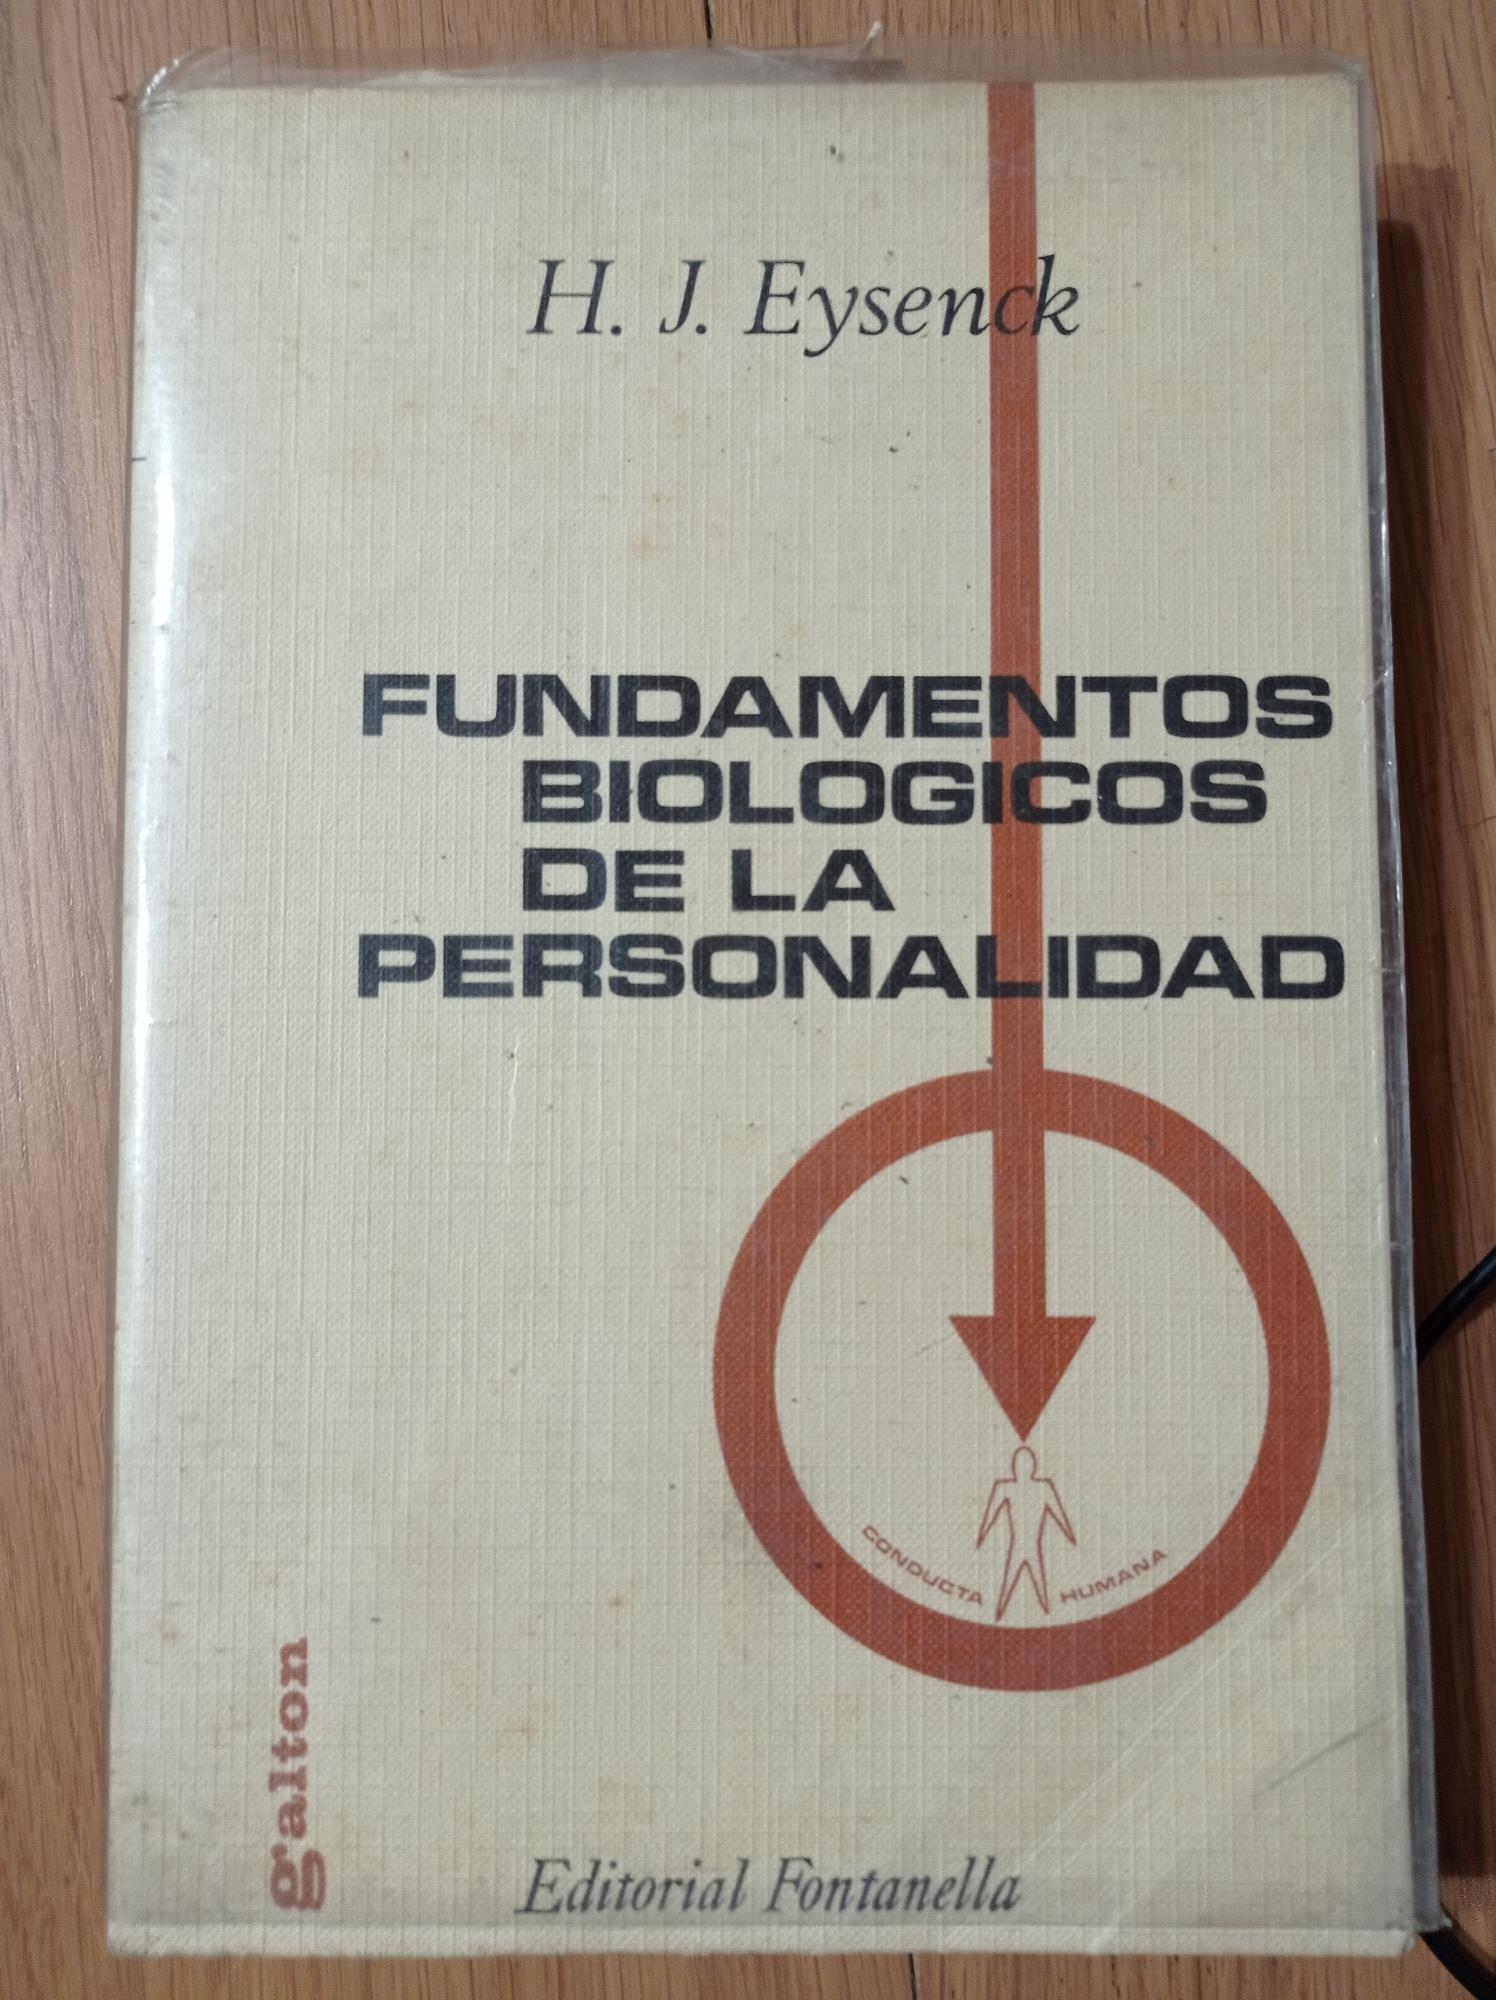 H. J. Eysenck
FUNDAMENTOS
BIOLOGICOS
DE LA
PERSONALIDAD
CONDUCTA HUMANA
galton
Editorial Fontanella